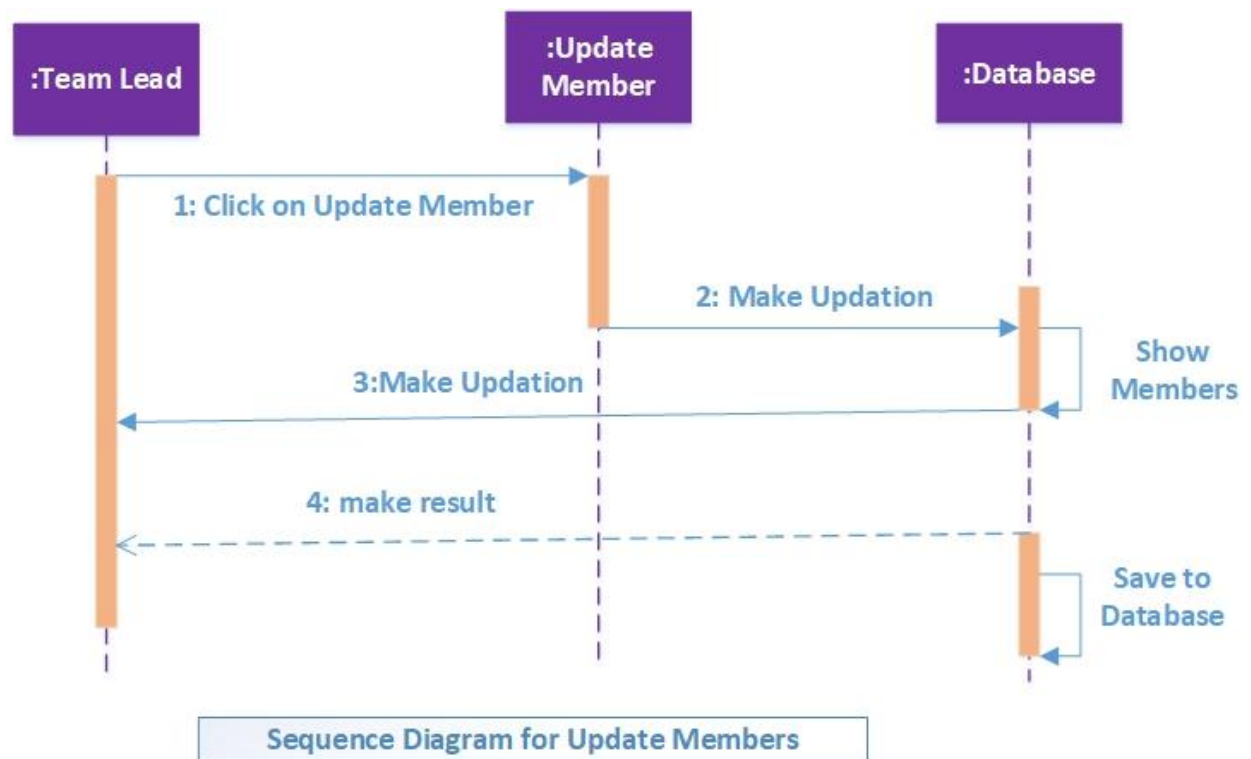 :Team Lead
:Update
Member
:Database
1: Click on Update Member
2: Make Updation
Show
Members
3:Make Updation
4: make result
Save to
Database
Sequence Diagram for Update Members